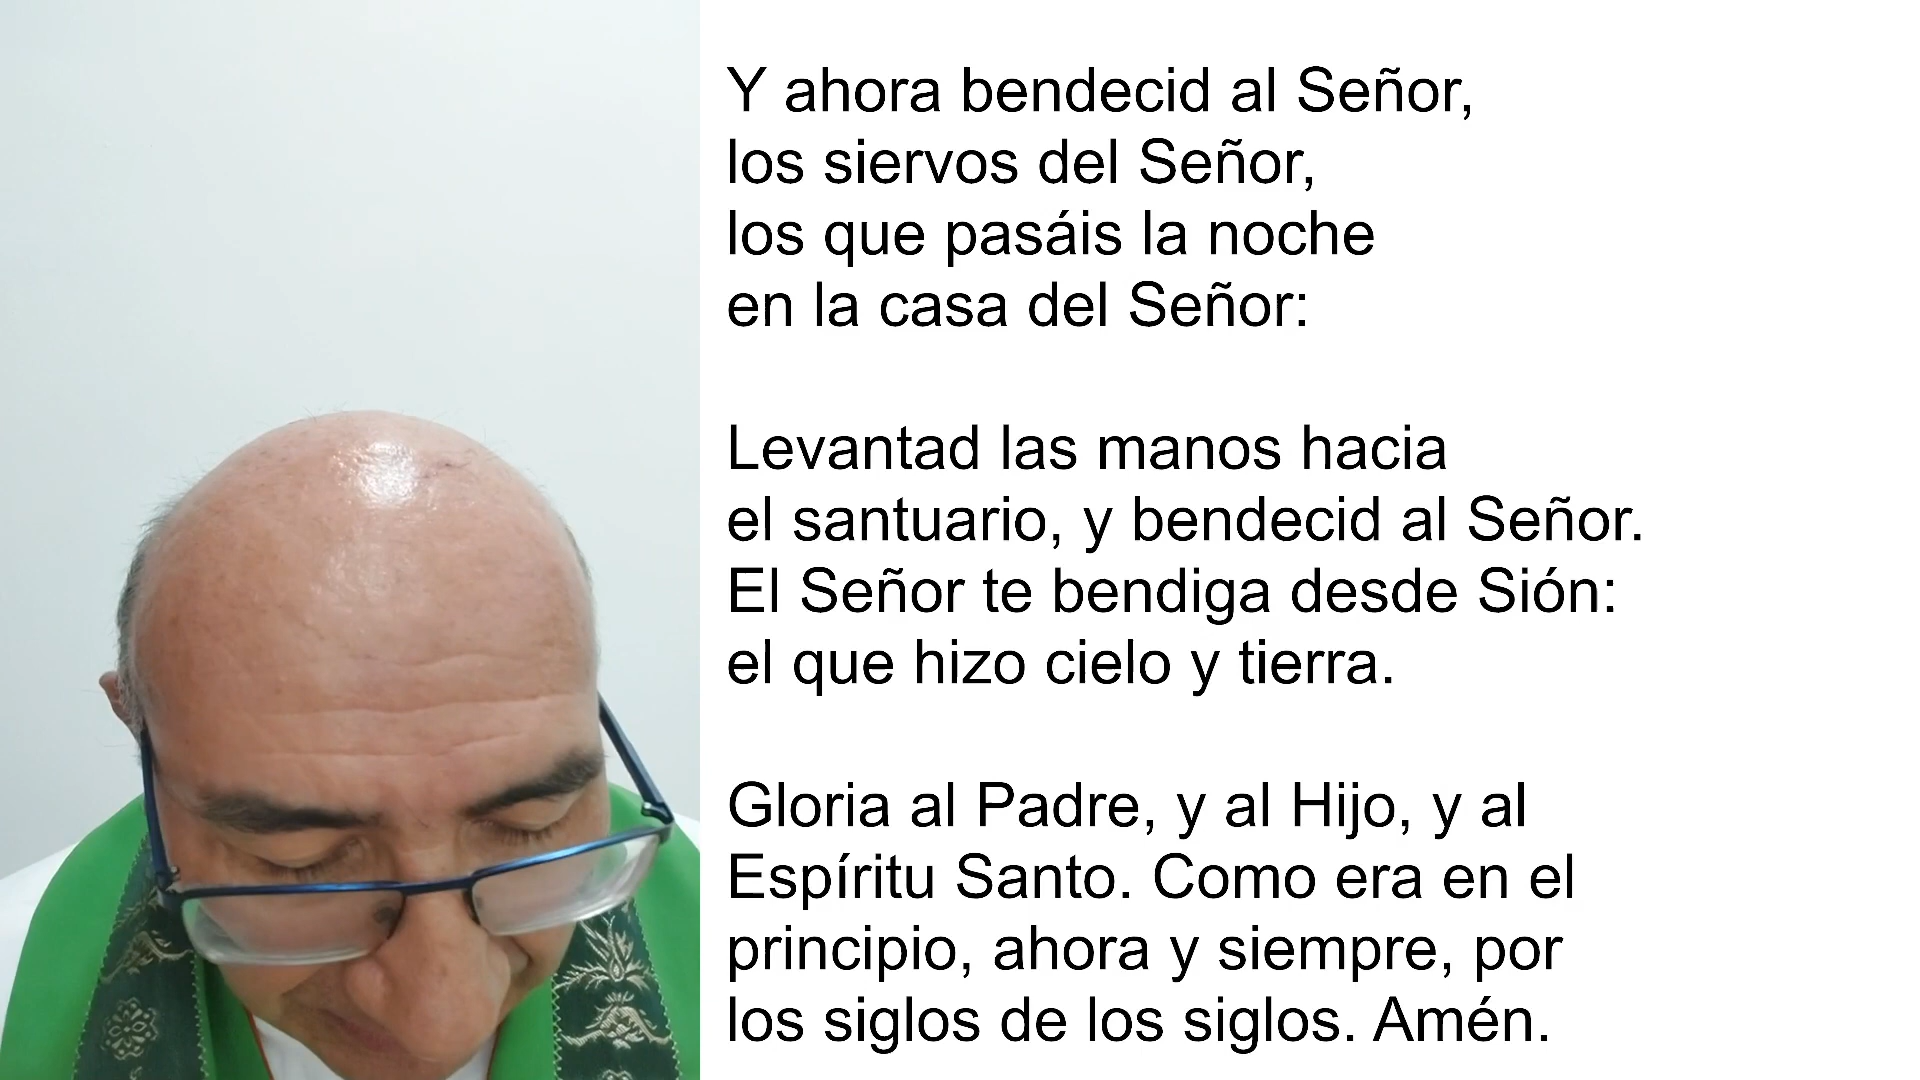 Y ahora bendecid al Señor,
los siervos del Señor,
los que pasáis la noche
en la casa del Señor:
Levantad las manos hacia
el santuario, y bendecid al Señor.
El Señor te bendiga desde Sión:
el que hizo cielo y tierra.
Gloria al Padre, y al Hijo, y al
Espíritu Santo. Como era en el
principio, ahora y siempre, por
los siglos de los siglos. Amén.